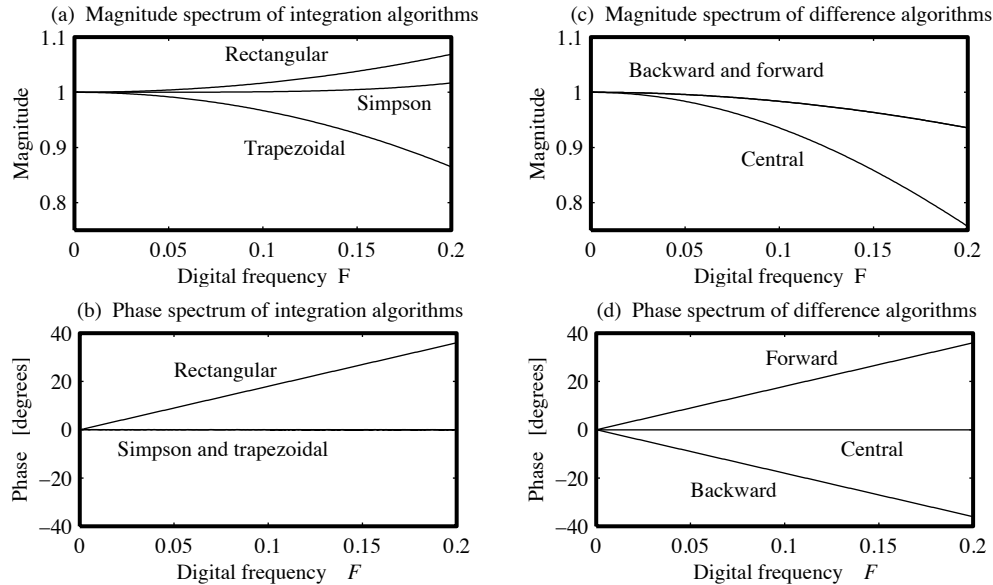 (a) Magnitude spectrum of integration algorithms
1.1
1
0.9
0.8
Magnitude
Rectangular
Simpson
Trapezoidal
0 0.05 0.1 0.15 0.2
Digital frequency F
(c) Magnitude spectrum of difference algorithms
1.1
1
0.9
0.8
Magnitude
Backward and forward
Central
0 0.05 0.1 0.15 0.2
Digital frequency F
(b) Phase spectrum of integration algorithms
40
20
0
−20
−40
Phase [degrees]
Rectangular
Simpson and trapezoidal
0 0.05 0.1 0.15 0.2
Digital frequency F
(d) Phase spectrum of difference algorithms
40
20
0
−20
−40
Phase [degrees]
Forward
Central
Backward
0 0.05 0.1 0.15 0.2
Digital frequency F